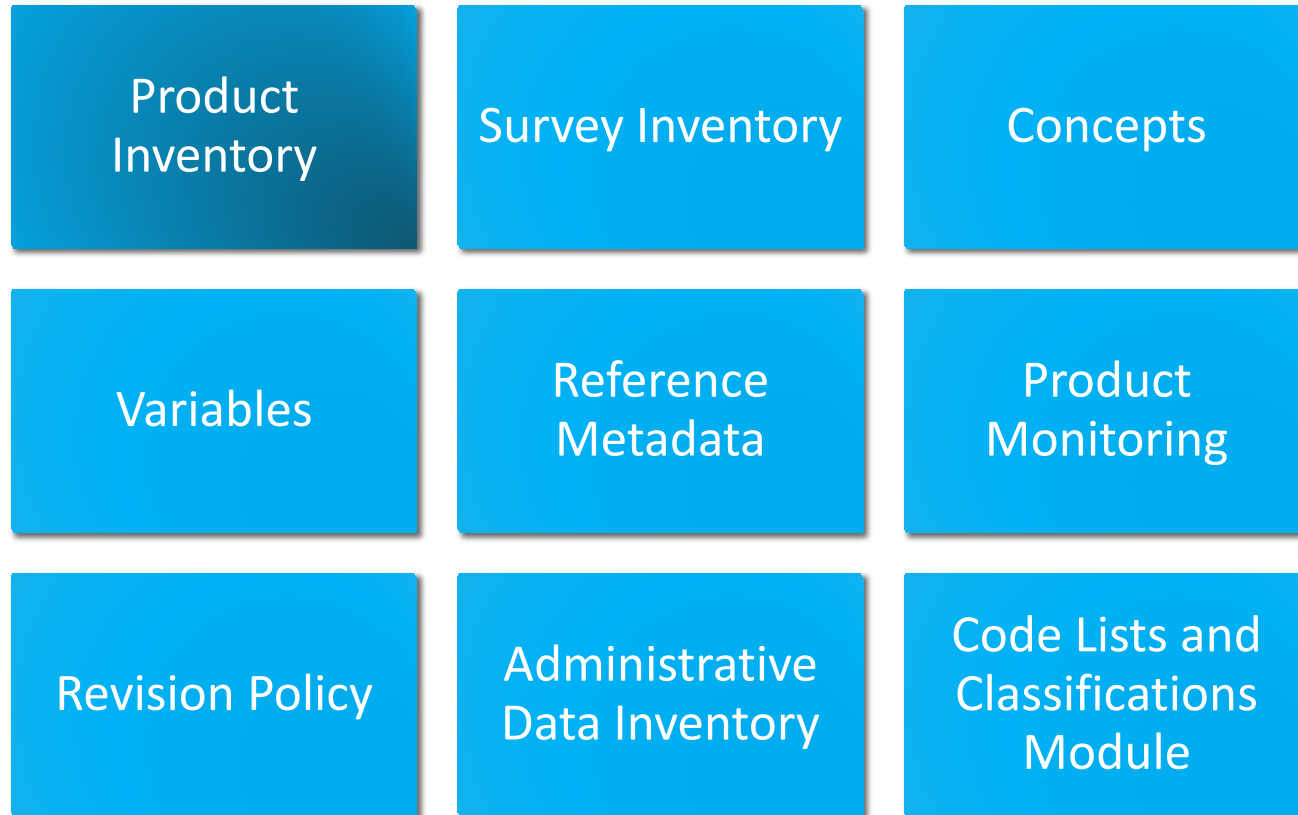 Product
Inventory
Survey Inventory
Concepts
Variables
Reference
Metadata
Product
Monitoring
Revision Policy
Administrative
Data Inventory
Code Lists and
Classifications
Module